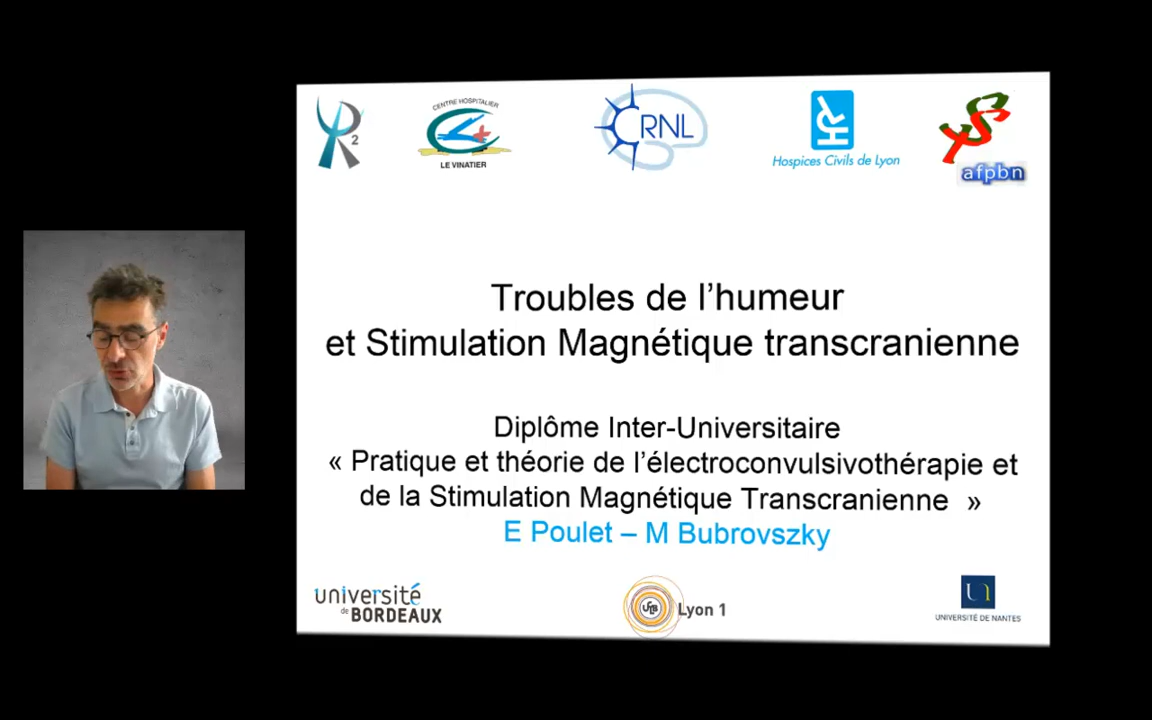 R2
CENTRE HOSPITALIER
LE VINATIER
CRNL
Hospices Civils de Lyon
afpbn
Troubles de l’humeur
et Stimulation Magnétique transcranienne
Diplôme Inter-Universitaire
« Pratique et théorie de l’électroconvulsivothérapie et
de la Stimulation Magnétique Transcranienne »
E Poulet – M Bubrovszky
université
de BORDEAUX
UCB Lyon 1
UNIVERSITÉ DE NANTES